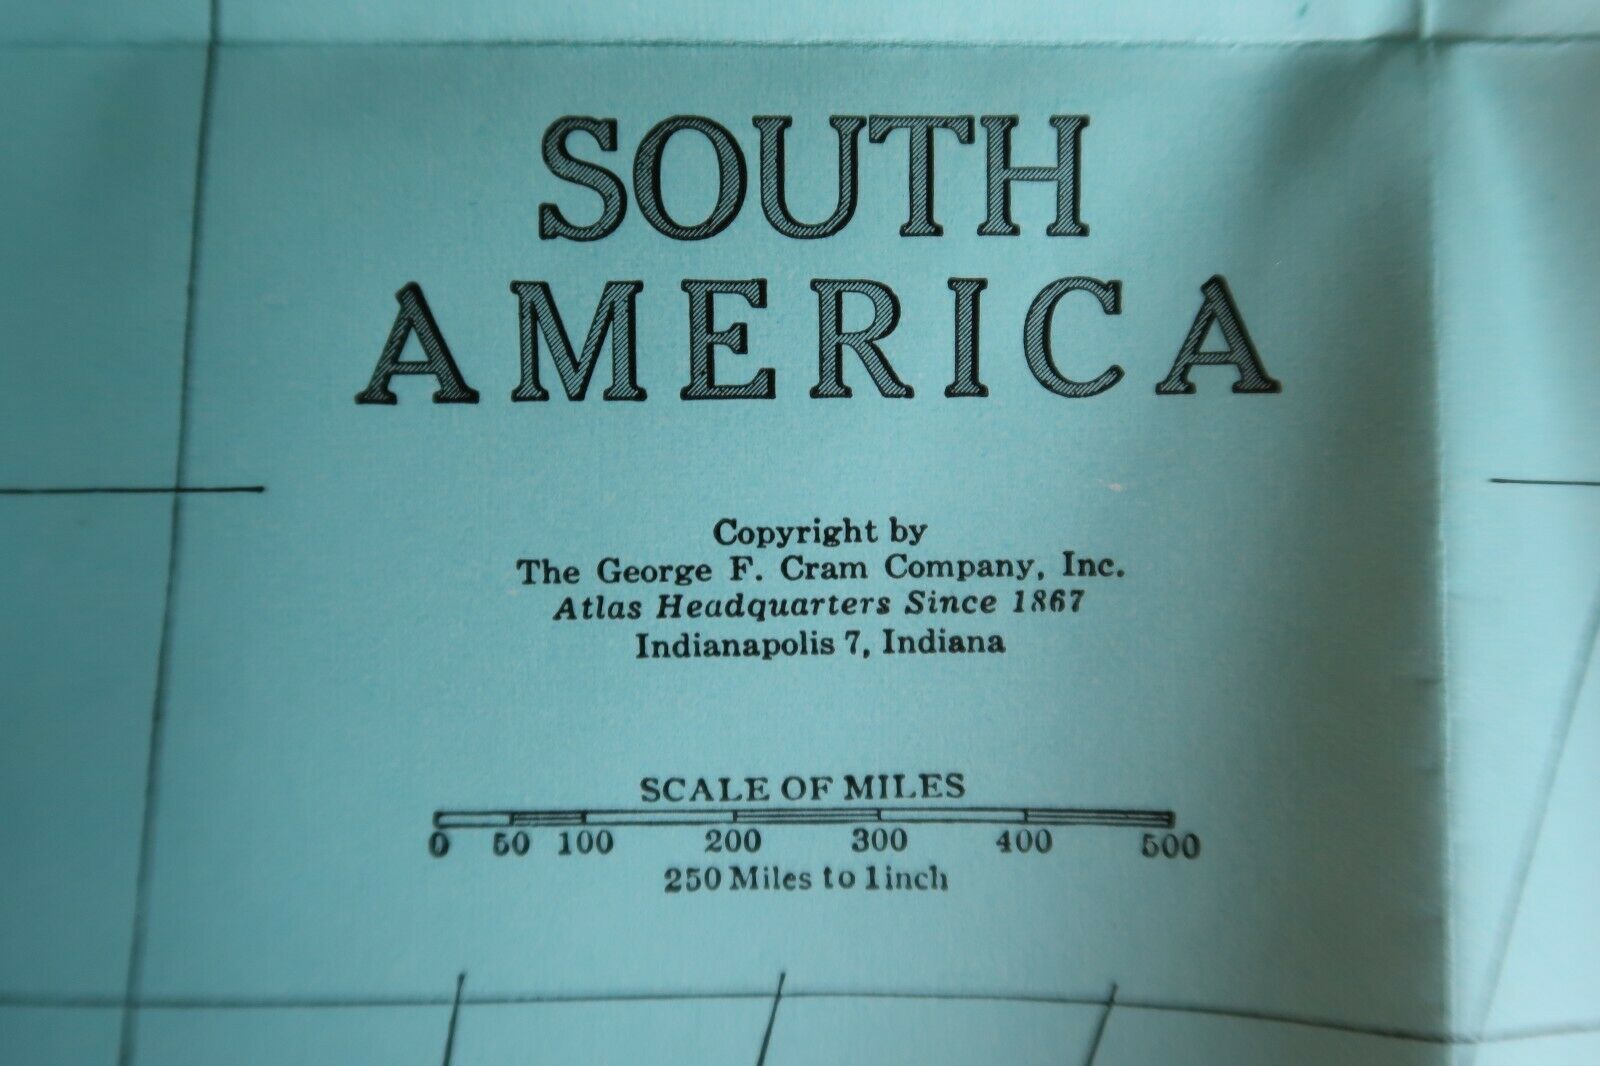 SOUTH
AMERICA
Copyright by
The George F. Cram Company, Inc.
Atlas Headquarters Since 1867
Indianapolis 7, Indiana
SCALE OF MILES
0 50 100 200 300 400 500
250 Miles to 1 inch